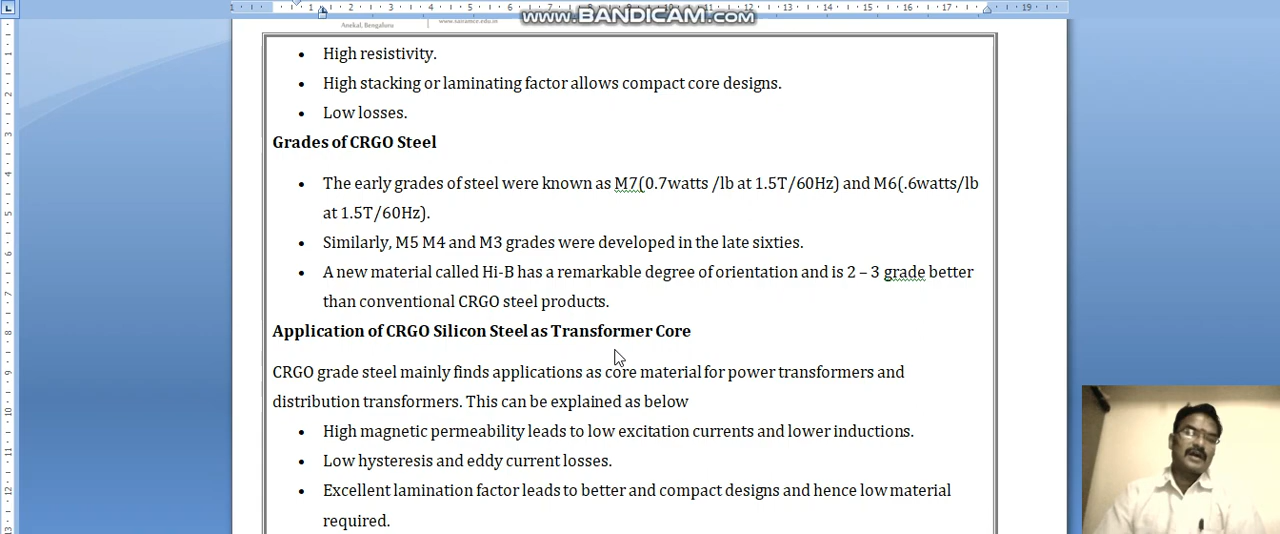 www.BANDICAM.com
Anekal, Bengaluru
www.sairamce.edu.in
• High resistivity.
• High stacking or laminating factor allows compact core designs.
• Low losses.
Grades of CRGO Steel
• The early grades of steel were known as M7(0.7watts /lb at 1.5T/60Hz) and M6(.6watts/lb
at 1.5T/60Hz).
• Similarly, M5 M4 and M3 grades were developed in the late sixties.
• A new material called Hi-B has a remarkable degree of orientation and is 2 – 3 grade better
than conventional CRGO steel products.
Application of CRGO Silicon Steel as Transformer Core
CRGO grade steel mainly finds applications as core material for power transformers and
distribution transformers. This can be explained as below
• High magnetic permeability leads to low excitation currents and lower inductions.
• Low hysteresis and eddy current losses.
• Excellent lamination factor leads to better and compact designs and hence low material
required.